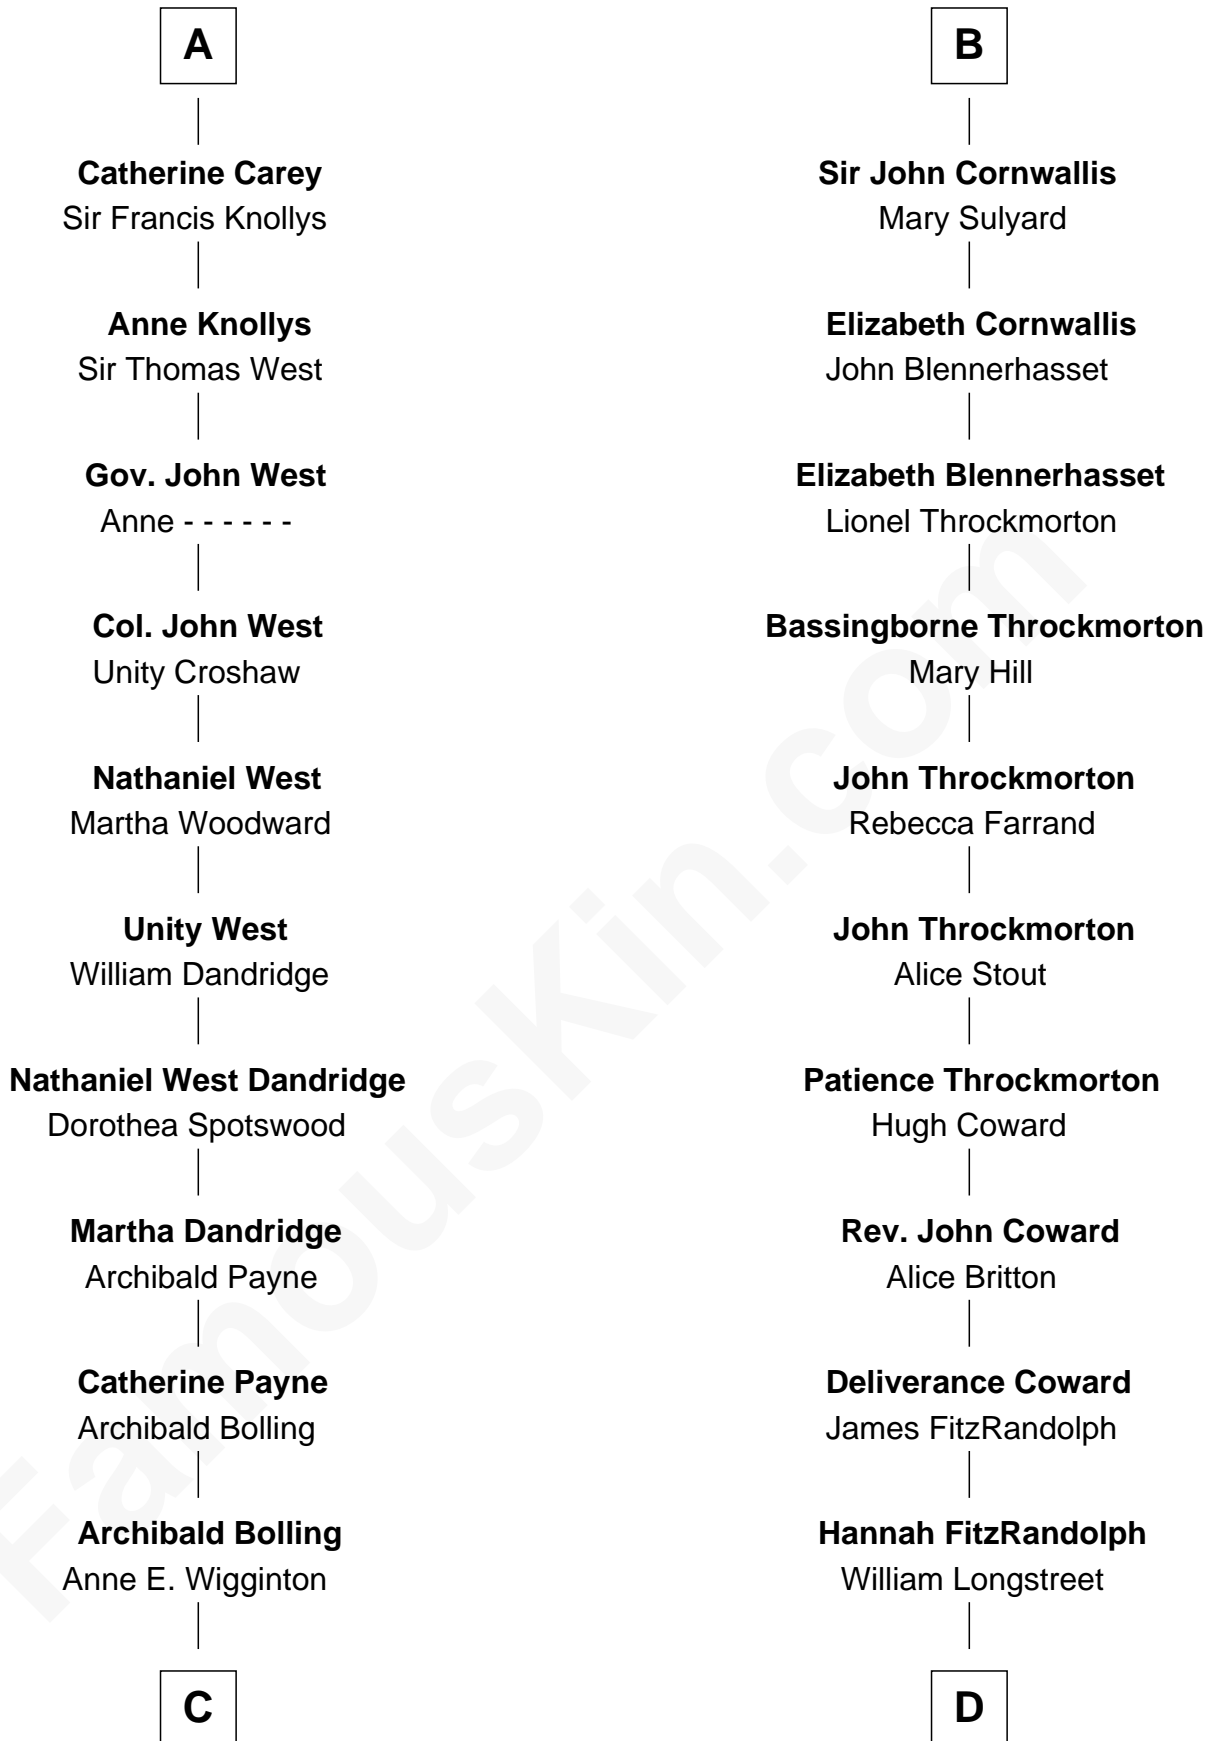 A
Catherine Carey
Sir Francis Knollys
Anne Knollys
Sir Thomas West
Gov. John West
Anne - - - - - -
Col. John West
Unity Croshaw
Nathaniel West
Martha Woodward
Unity West
William Dandridge
Nathaniel West Dandridge
Dorothea Spotswood
Martha Dandridge
Archibald Payne
Catherine Payne
Archibald Bolling
Archibald Bolling
Anne E. Wigginton
C
B
Sir John Cornwallis
Mary Sulyard
Elizabeth Cornwallis
John Blennerhasset
Elizabeth Blennerhasset
Lionel Throckmorton
Bassingborne Throckmorton
Mary Hill
John Throckmorton
Rebecca Farrand
John Throckmorton
Alice Stout
Patience Throckmorton
Hugh Coward
Rev. John Coward
Alice Britton
Deliverance Coward
James FitzRandolph
Hannah FitzRandolph
William Longstreet
D
FamousKin.com